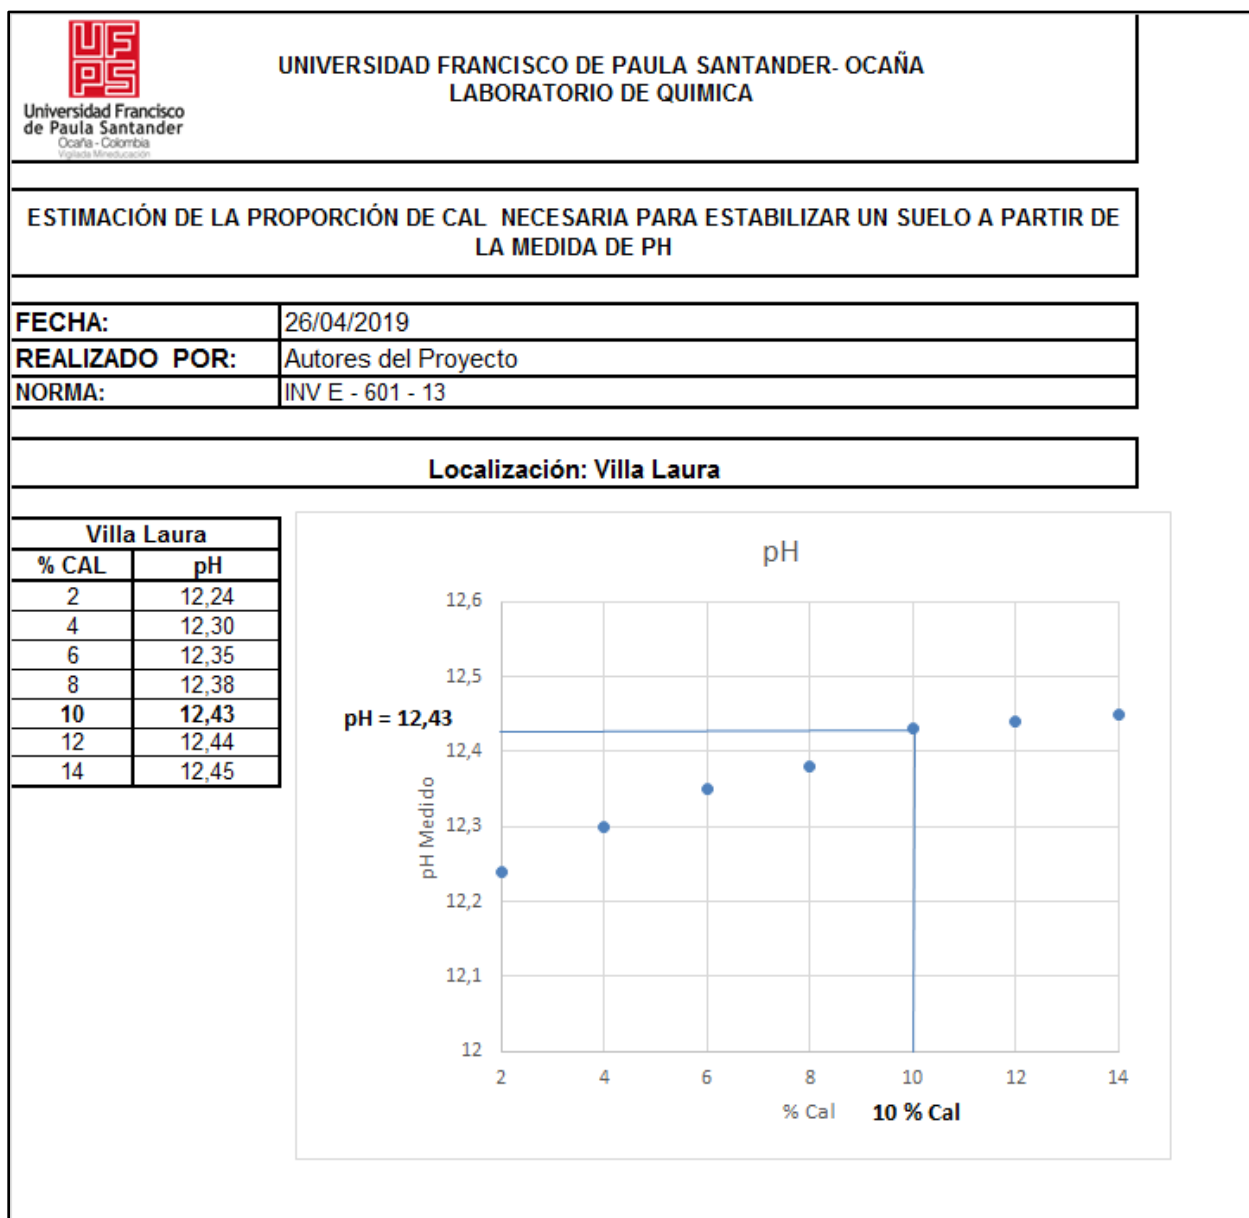 UFPS
Universidad Francisco
de Paula Santander
Ocaña - Colombia
Vigilada Mineducación
UNIVERSIDAD FRANCISCO DE PAULA SANTANDER- OCAÑA
LABORATORIO DE QUIMICA
ESTIMACIÓN DE LA PROPORCIÓN DE CAL NECESARIA PARA ESTABILIZAR UN SUELO A PARTIR DE
LA MEDIDA DE PH
FECHA: 26/04/2019
REALIZADO POR: Autores del Proyecto
NORMA: INV E - 601 - 13
Localización: Villa Laura
Villa Laura
% CAL pH
2 12,24
4 12,30
6 12,35
8 12,38
10 12,43
12 12,44
14 12,45
pH
12,6
12,5
pH = 12,43
12,4
12,3
12,2
12,1
12
pH Medido
2 4 6 8 10 12 14
% Cal 10 % Cal